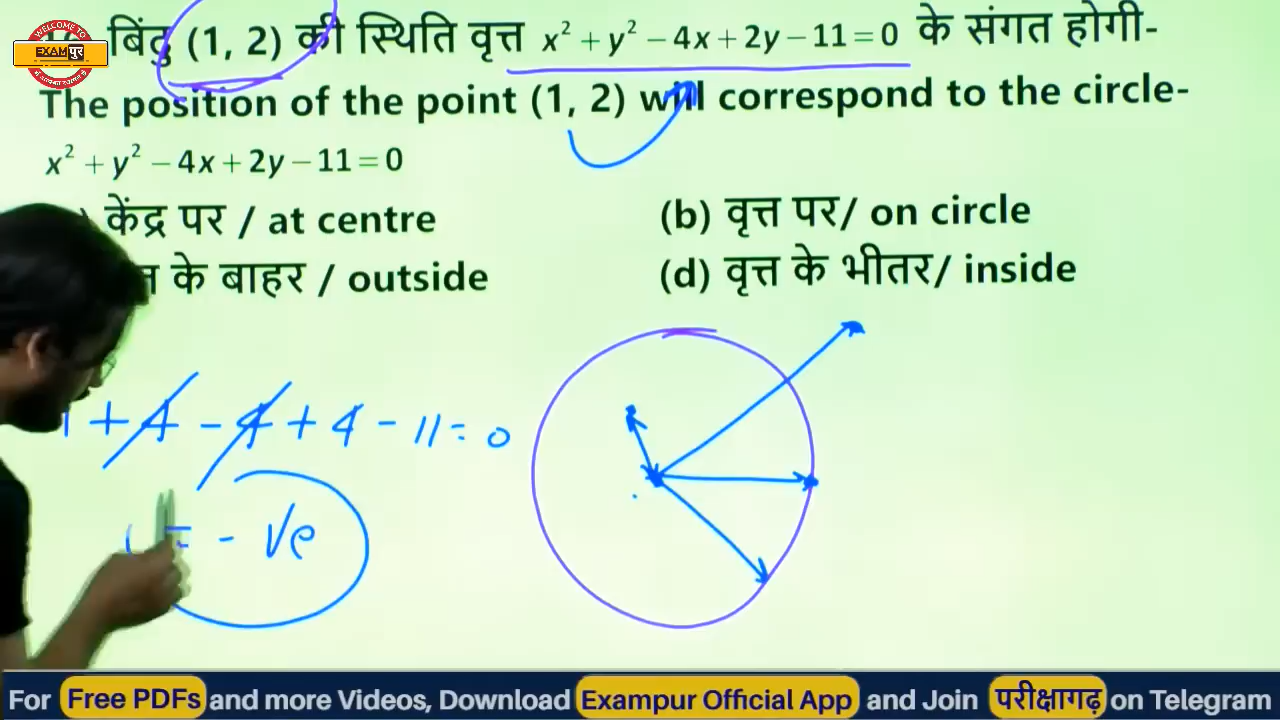 WELCOME TO
EXAMपुर
बिंदु (1, 2) की स्थिति वृत्त x² + y² − 4x + 2y − 11 = 0 के संगत होगी-
The position of the point (1, 2) will correspond to the circle-
x² + y² − 4x + 2y − 11 = 0
केंद्र पर / at centre
(b) वृत्त पर/ on circle
के बाहर / outside
(d) वृत्त के भीतर/ inside
1 + 4 - 4 + 4 - 11 = 0
= - Ve
For Free PDFs and more Videos, Download Exampur Official App and Join परीक्षागढ़ on Telegram